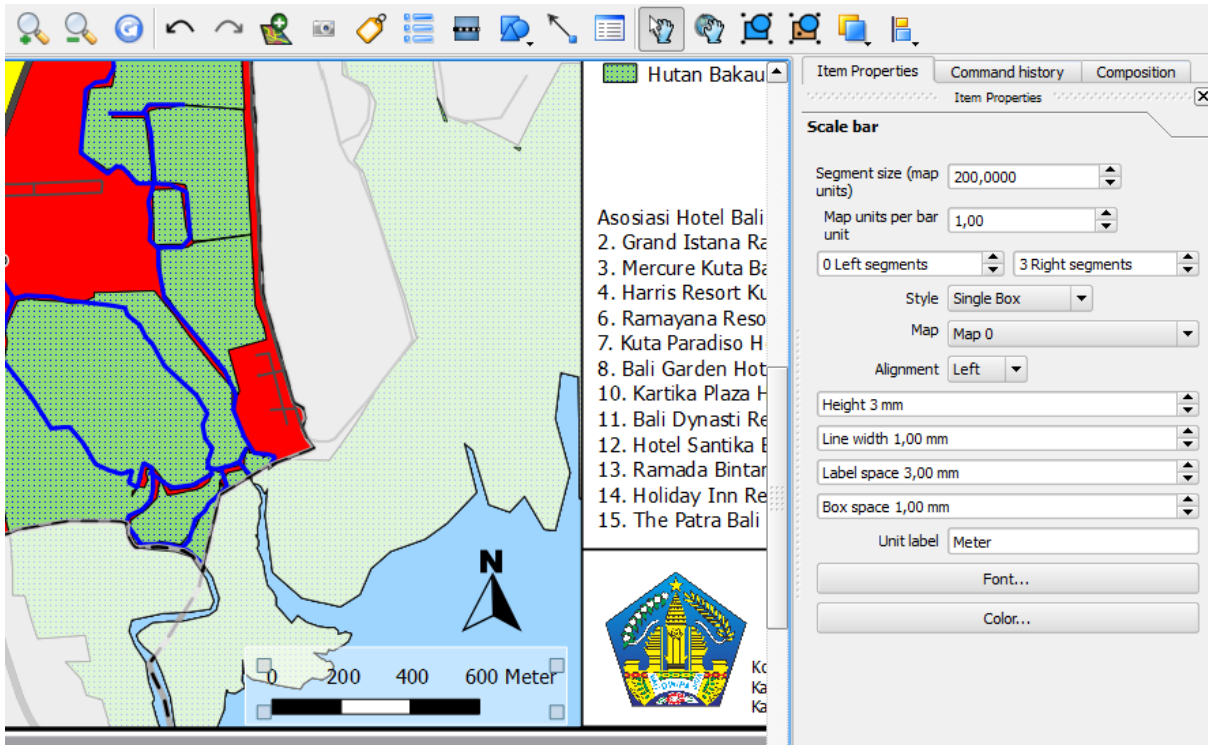 Hutan Bakau
Asosiasi Hotel Bali
2. Grand Istana Ra
3. Mercure Kuta Ba
4. Harris Resort Ku
6. Ramayana Reso
7. Kuta Paradiso H
8. Bali Garden Hot
10. Kartika Plaza H
11. Bali Dynasti Re
12. Hotel Santika B
13. Ramada Bintar
14. Holiday Inn Re
15. The Patra Bali
N
0 200 400 600 Meter
Ko
Ka
Ka
Item Properties Command history Composition
Item Properties
Scale bar
Segment size (map
units)
200,0000
Map units per bar
unit
1,00
0 Left segments 3 Right segments
Style Single Box
Map Map 0
Alignment Left
Height 3 mm
Line width 1,00 mm
Label space 3,00 mm
Box space 1,00 mm
Unit label Meter
Font...
Color...